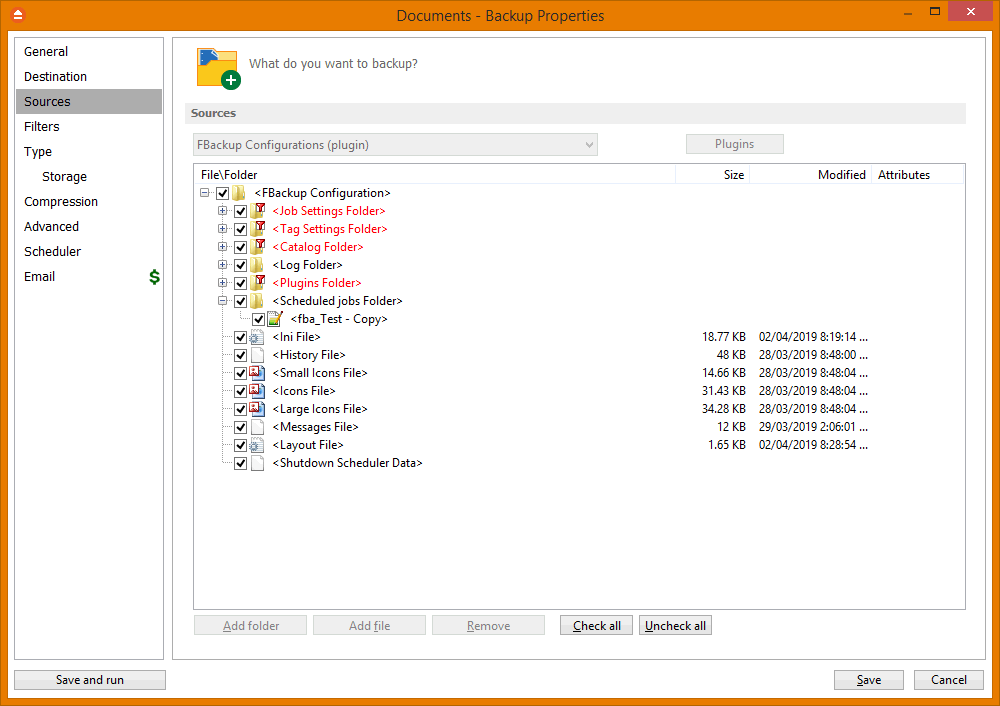 Documents - Backup Properties
General
Destination
Sources
Filters
Type
Storage
Compression
Advanced
Scheduler
Email $
What do you want to backup?
Sources
FBackup Configurations (plugin) Plugins
File\Folder Size Modified Attributes
<FBackup Configuration>
<Job Settings Folder>
<Tag Settings Folder>
<Catalog Folder>
<Log Folder>
<Plugins Folder>
<Scheduled jobs Folder>
<fba_Test - Copy>
<Ini File> 18.77 KB 02/04/2019 8:19:14 ...
<History File> 48 KB 28/03/2019 8:48:00 ...
<Small Icons File> 14.66 KB 28/03/2019 8:48:04 ...
<Icons File> 31.43 KB 28/03/2019 8:48:04 ...
<Large Icons File> 34.28 KB 28/03/2019 8:48:04 ...
<Messages File> 12 KB 29/03/2019 2:06:01 ...
<Layout File> 1.65 KB 02/04/2019 8:28:54 ...
<Shutdown Scheduler Data>
Add folder Add file Remove Check all Uncheck all
Save and run Save Cancel